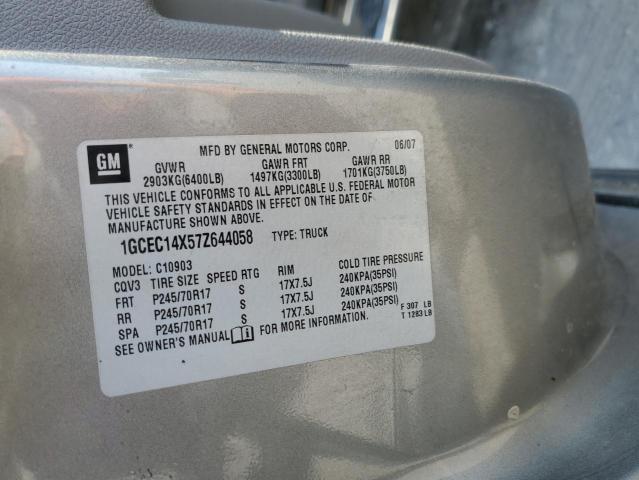 GM
MFD BY GENERAL MOTORS CORP. 06/07
GVWR GAWR FRT GAWR RR
2903KG(6400LB) 1497KG(3300LB) 1701KG(3750LB)
THIS VEHICLE CONFORMS TO ALL APPLICABLE U.S. FEDERAL MOTOR
VEHICLE SAFETY STANDARDS IN EFFECT ON THE DATE OF
MANUFACTURE SHOWN ABOVE.
1GCEC14X57Z644058 TYPE: TRUCK
MODEL: C10903
CQV3 TIRE SIZE SPEED RTG RIM COLD TIRE PRESSURE
FRT P245/70R17 S 17X7.5J 240KPA(35PSI)
RR P245/70R17 S 17X7.5J 240KPA(35PSI)
SPA P245/70R17 S 17X7.5J 240KPA(35PSI)
SEE OWNER'S MANUAL FOR MORE INFORMATION.
F 307 LB
T 1283 LB